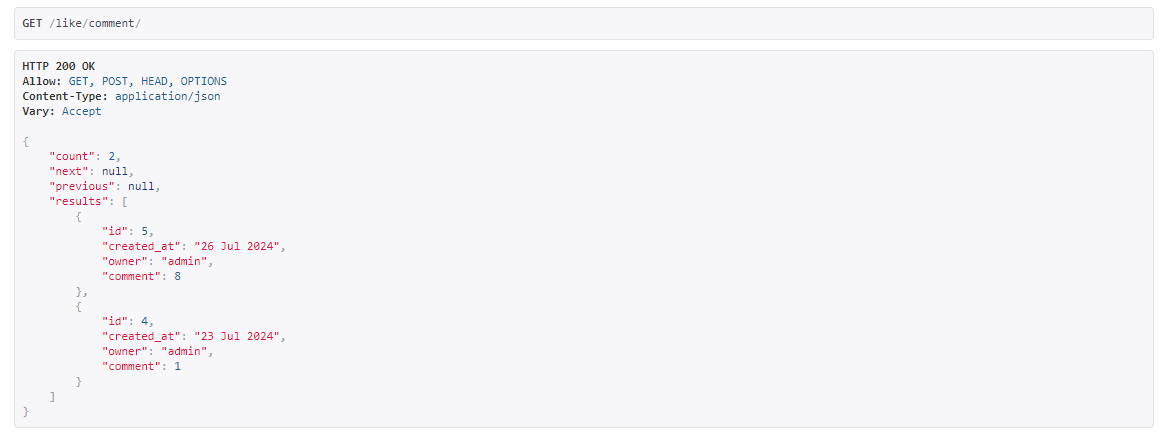 GET /like/comment/
HTTP 200 OK
Allow: GET, POST, HEAD, OPTIONS
Content-Type: application/json
Vary: Accept
{
    "count": 2,
    "next": null,
    "previous": null,
    "results": [
        {
            "id": 5,
            "created_at": "26 Jul 2024",
            "owner": "admin",
            "comment": 8
        },
        {
            "id": 4,
            "created_at": "23 Jul 2024",
            "owner": "admin",
            "comment": 1
        }
    ]
}